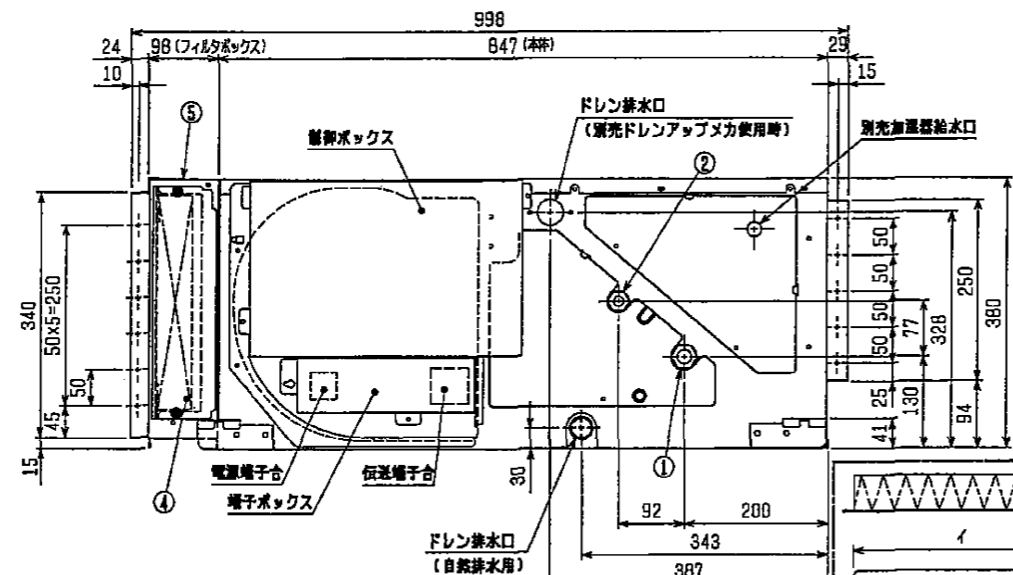 998
24
98(フィルタボックス)
847(本体)
29
10
15
⑤
制御ボックス
ドレン排水口
(別売ドレンアップメカ使用時)
②
別売加湿器給水口
340
50x5=250
50
45
15
50
50
50
50
25
77
130
328
250
94
41
380
電源端子台
④
端子ボックス
伝送端子台
30
①
92
200
343
387
ドレン排水口
(自然排水用)
イ